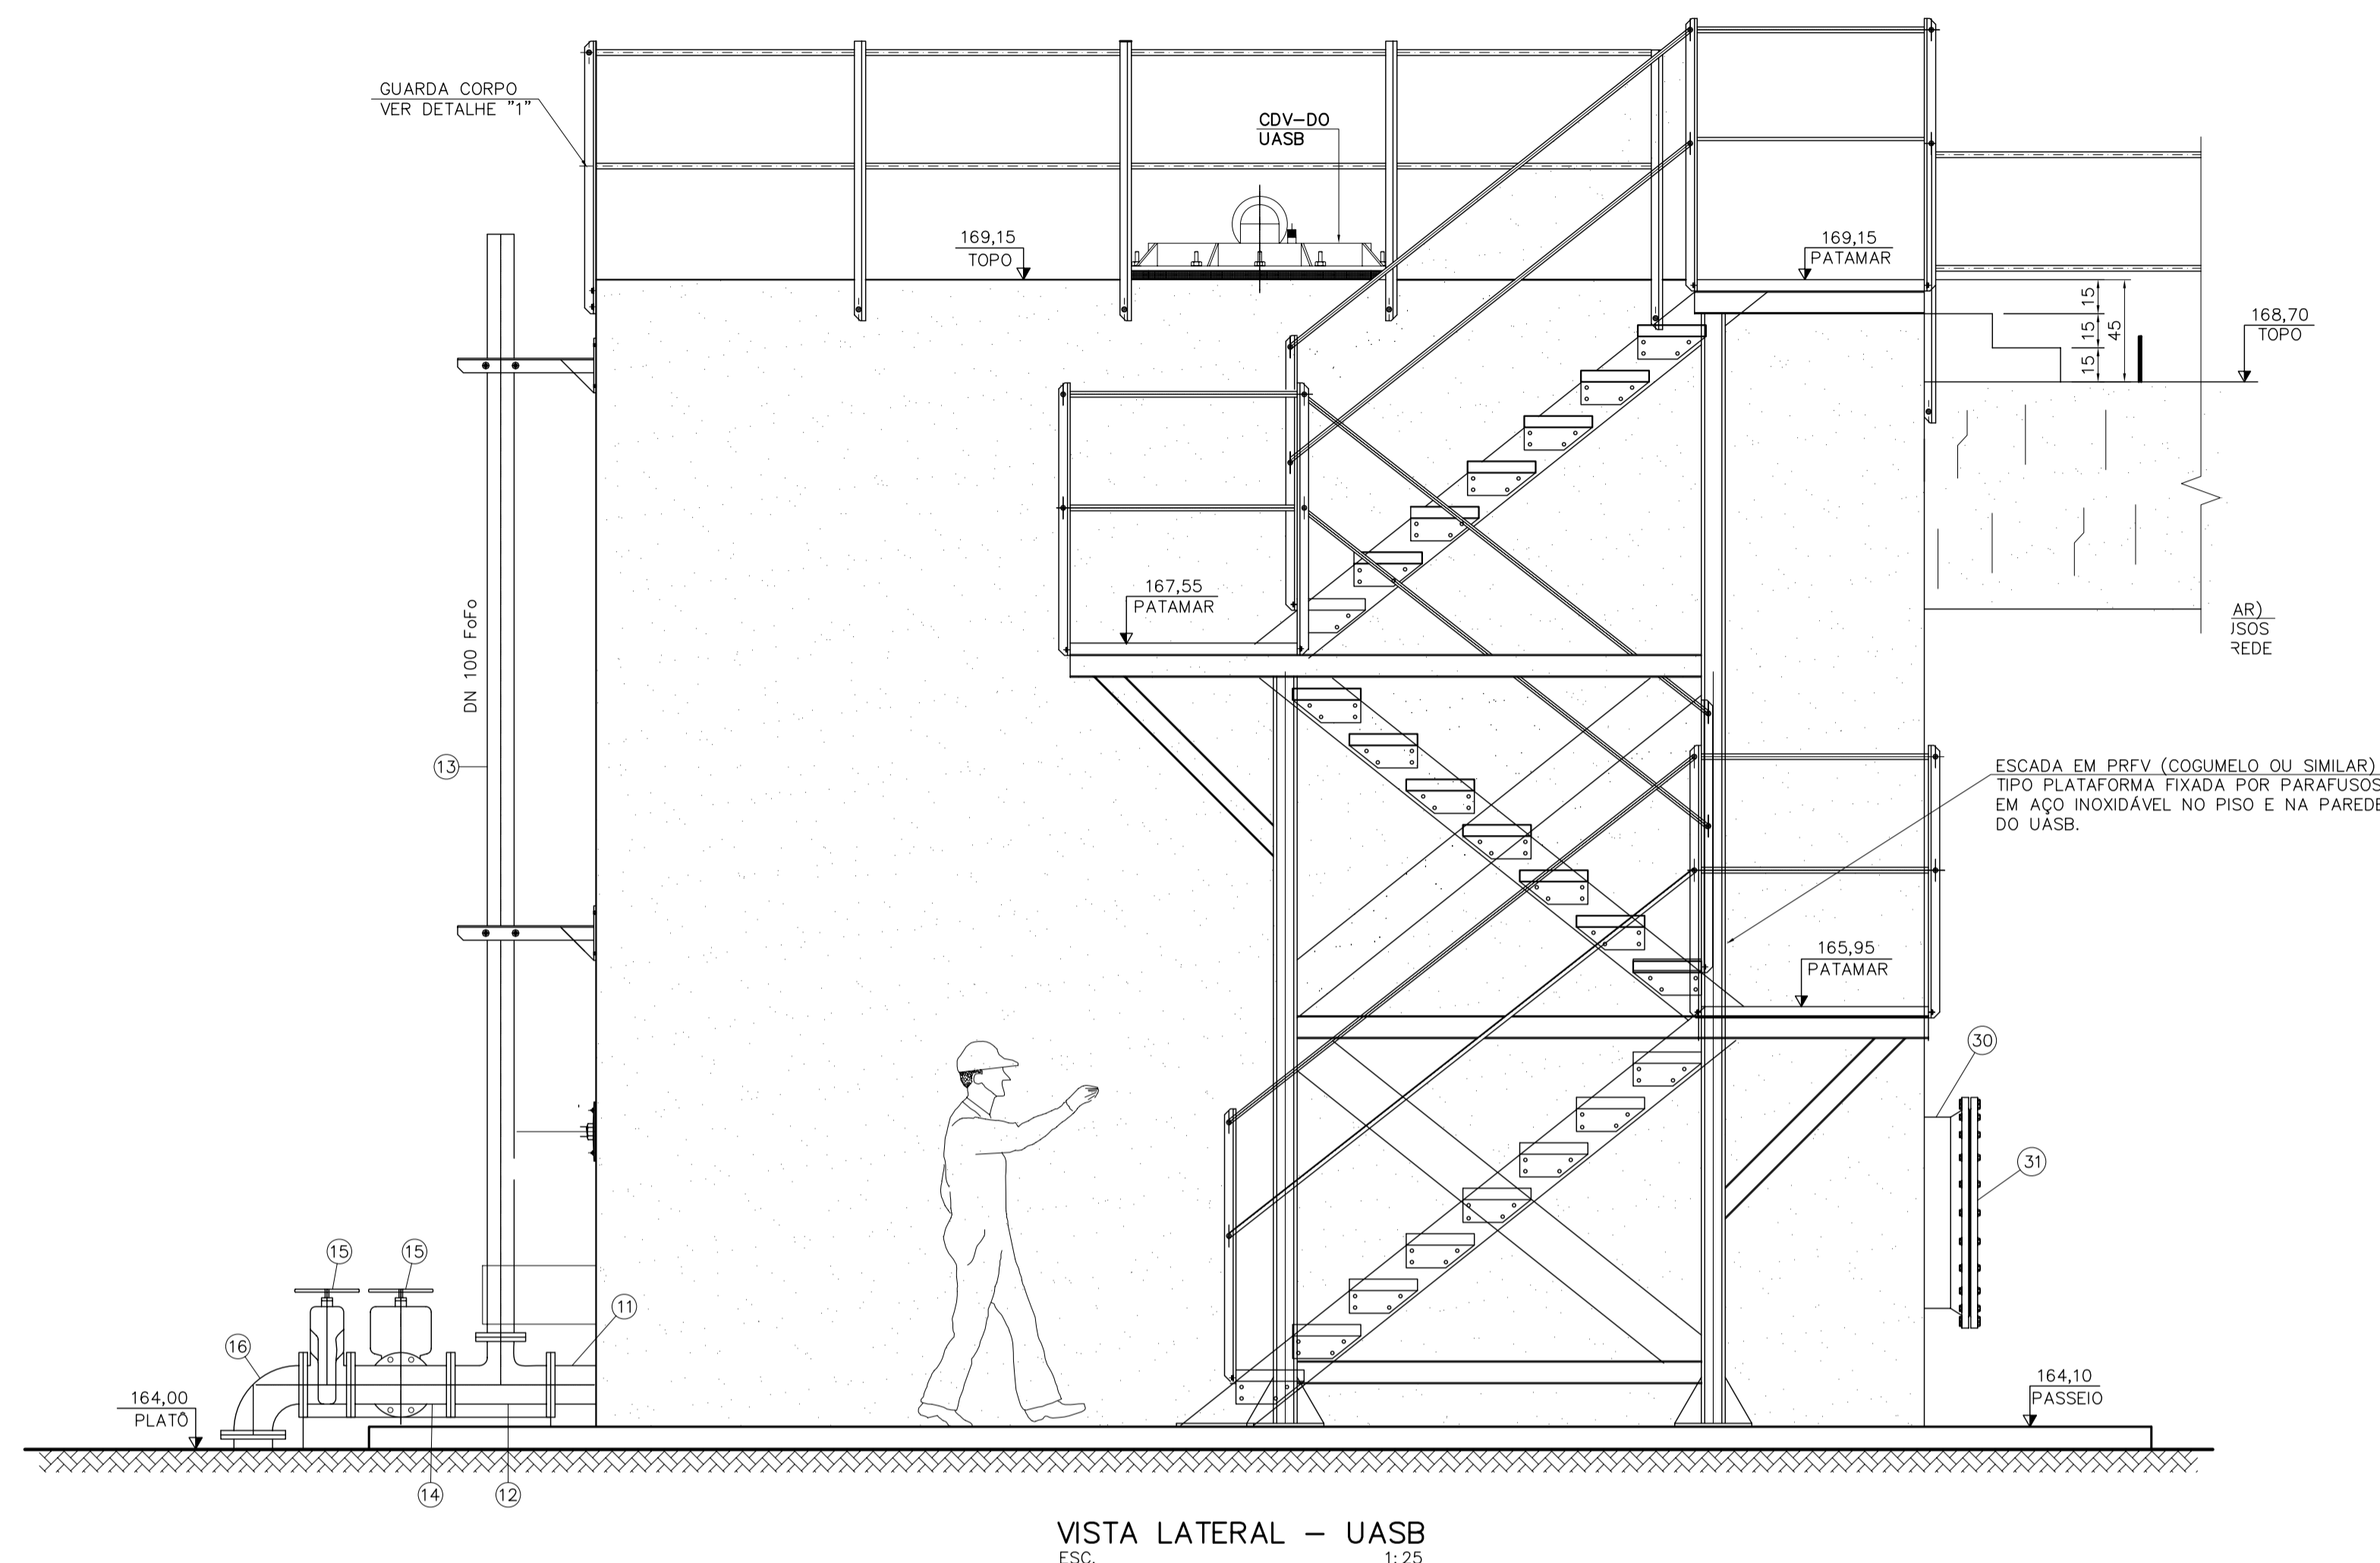 GUARDA CORPO
VER DETALHE "1"
CDV-DO
UASB
169,15
TOPO
169,15
PATAMAR
15
15
15
45
168,70
TOPO
167,55
PATAMAR
AR)
USOS
REDE
DN 100 FoFo
13
ESCADA EM PRFV (COGUMELO OU SIMILAR)
TIPO PLATAFORMA FIXADA POR PARAFUSOS
EM AÇO INOXIDÁVEL NO PISO E NA PAREDE
DO UASB.
165,95
PATAMAR
30
31
15
15
11
16
164,00
PLATÔ
164,10
PASSEIO
14
12
VISTA LATERAL - UASB
ESC. 1:25